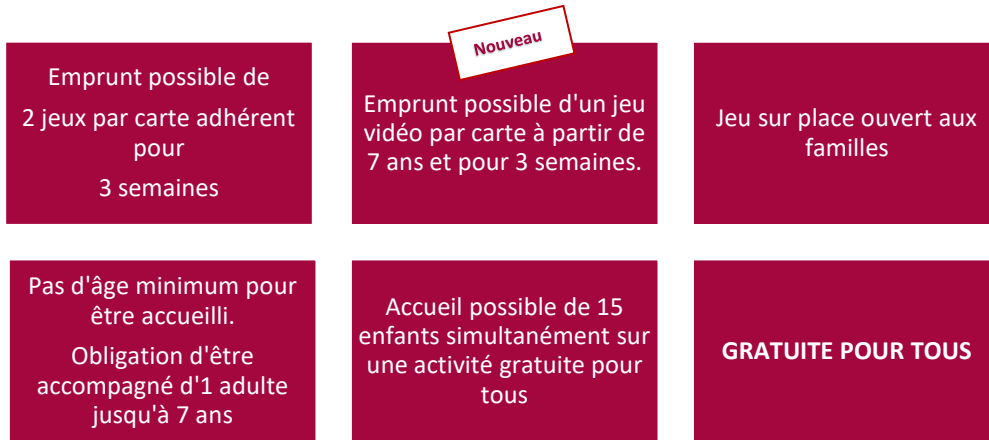 Emprunt possible de
2 jeux par carte adhérent
pour
3 semaines
Nouveau
Emprunt possible d'un jeu
vidéo par carte à partir de
7 ans et pour 3 semaines.
Jeu sur place ouvert aux
familles
Pas d'âge minimum pour
être accueilli.
Obligation d'être
accompagné d'1 adulte
jusqu'à 7 ans
Accueil possible de 15
enfants simultanément sur
une activité gratuite pour
tous
GRATUITE POUR TOUS